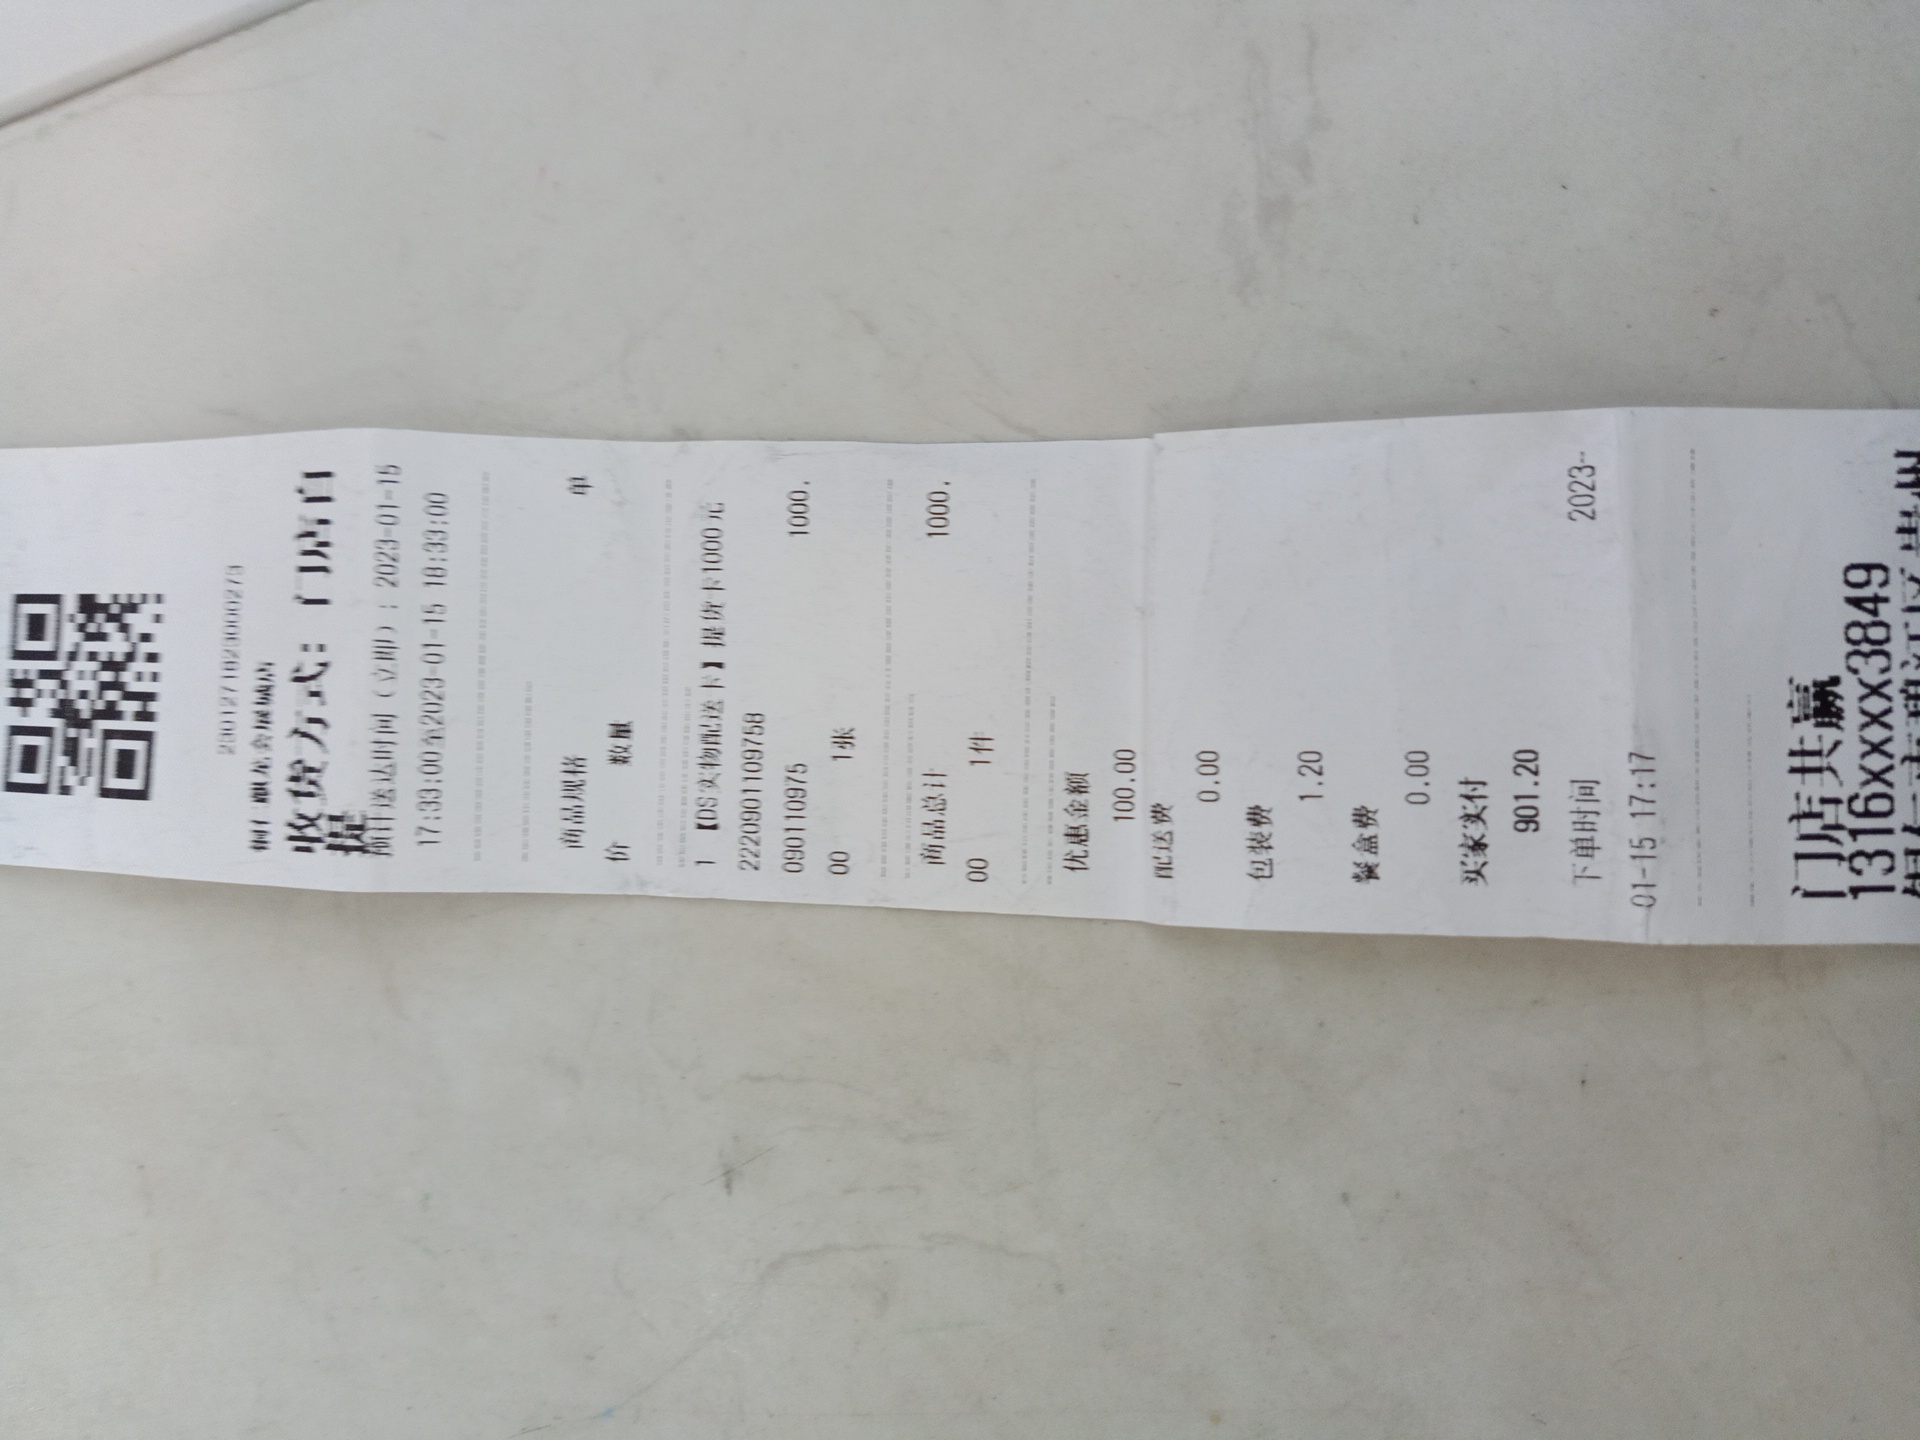 2301271823000273
铜仁麒龙会展城店
收货方式：门店自
提
预计送达时间（立即）：2023-01-15
17:33:00至2023-01-15 18:33:00
商品规格 单
价 数量
1 【DS实物配送卡】提货卡1000元
2220901109758
090110975 1000.
00 1张
商品总计 1000.
00 1件
优惠金额
100.00
配送费
0.00
包装费
1.20
餐盒费
0.00
买家实付
901.20
下单时间 2023-
01-15 17:17
门店共赢
1316xxxx3849